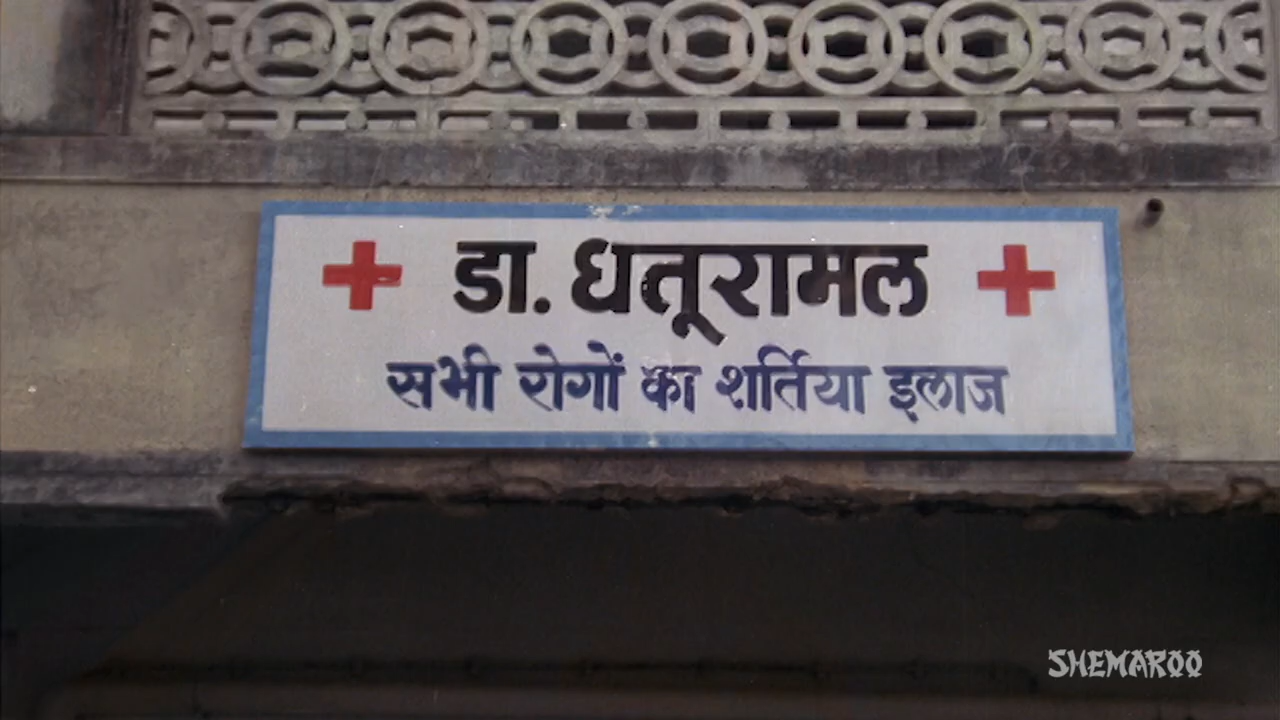 डा. धतूरामल
सभी रोगों का शर्तिया इलाज
SHEMAROO